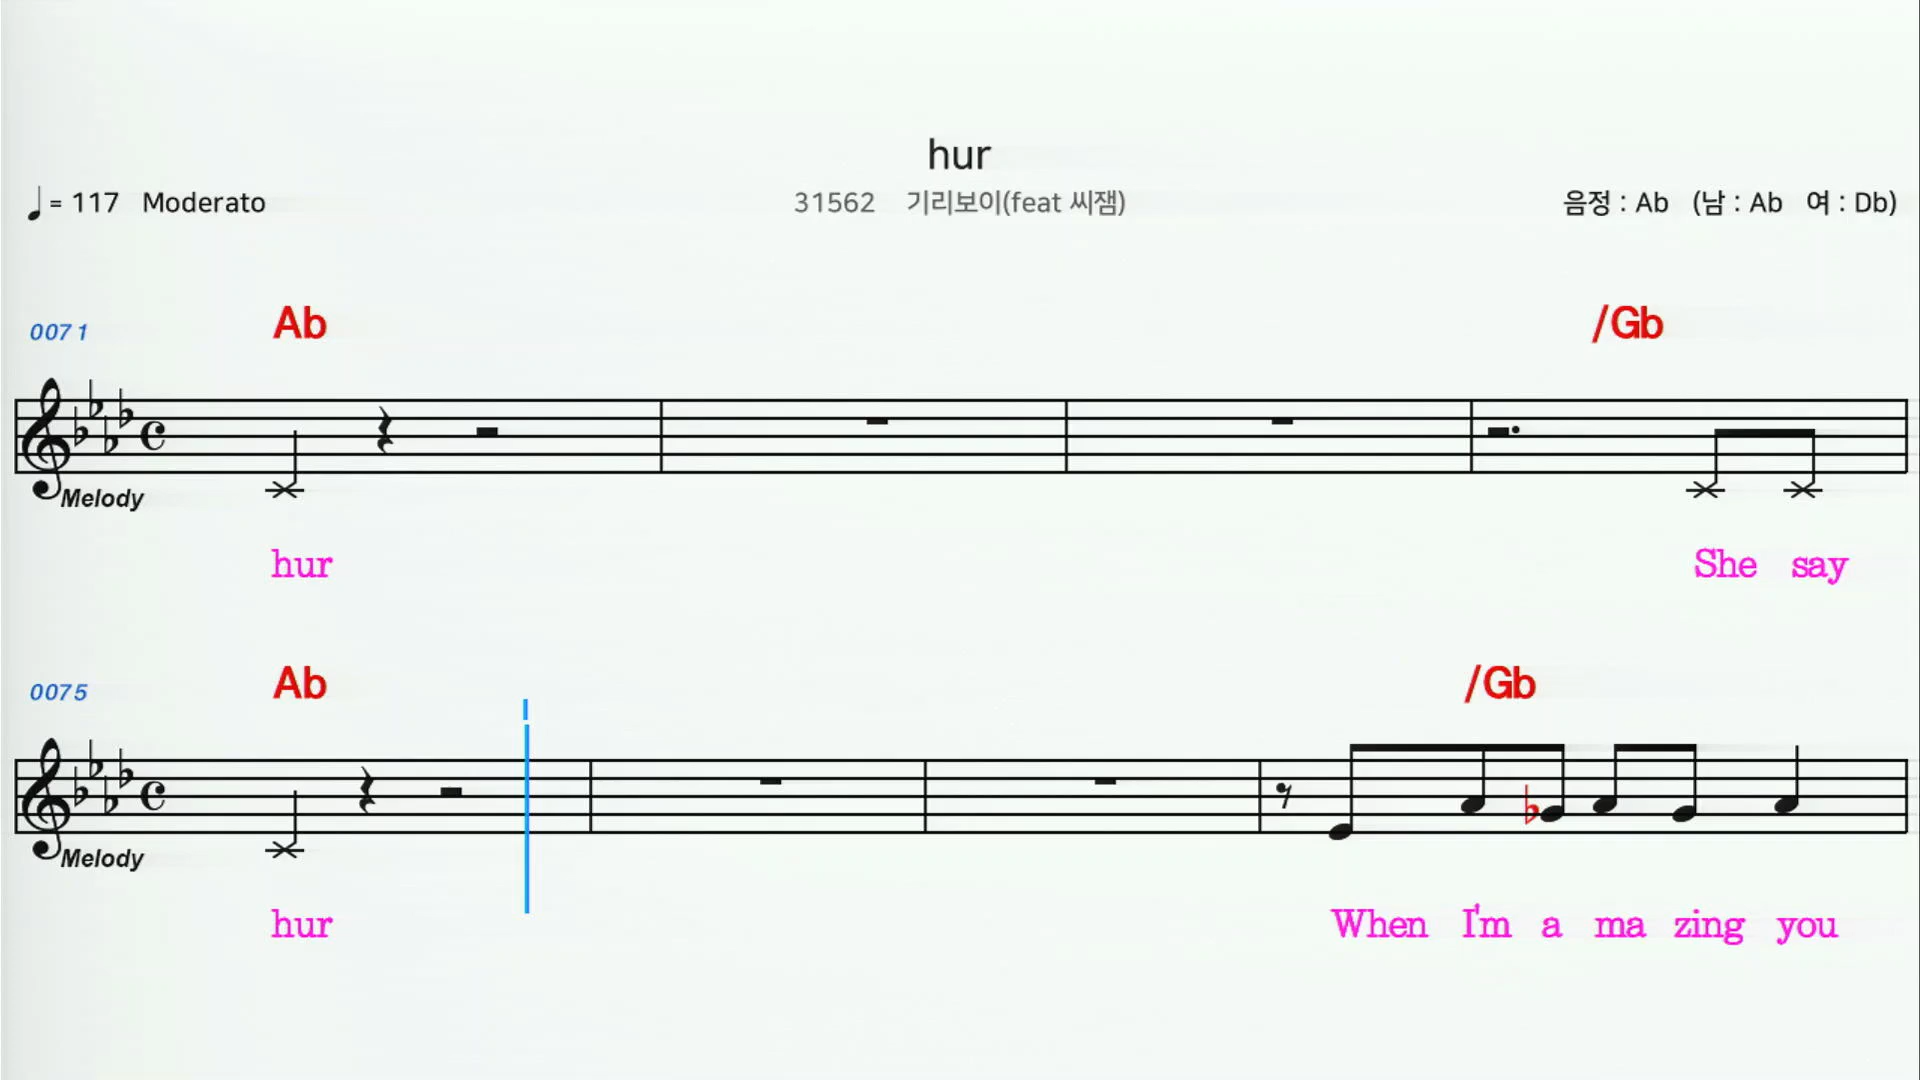 hur
= 117 Moderato
31562 기리보이(feat 씨잼)
음정 : Ab (남 : Ab 여 : Db)
0071 Ab /Gb
Melody
hur She say
0075 Ab /Gb
Melody
hur When I'm a ma zing you